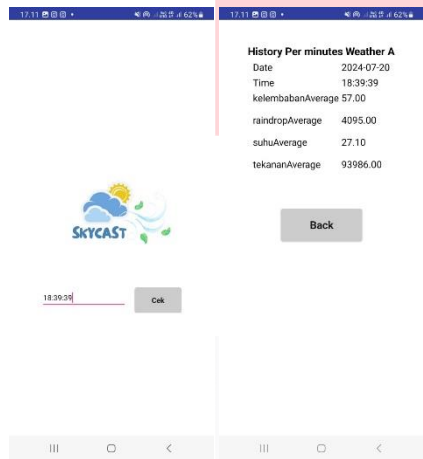 17.11
62%
SKYCAST
18:39:39
Cek
17.11
62%
History Per minutes Weather A
Date 2024-07-20
Time 18:39:39
kelembabanAverage 57.00
raindropAverage 4095.00
suhuAverage 27.10
tekananAverage 93986.00
Back